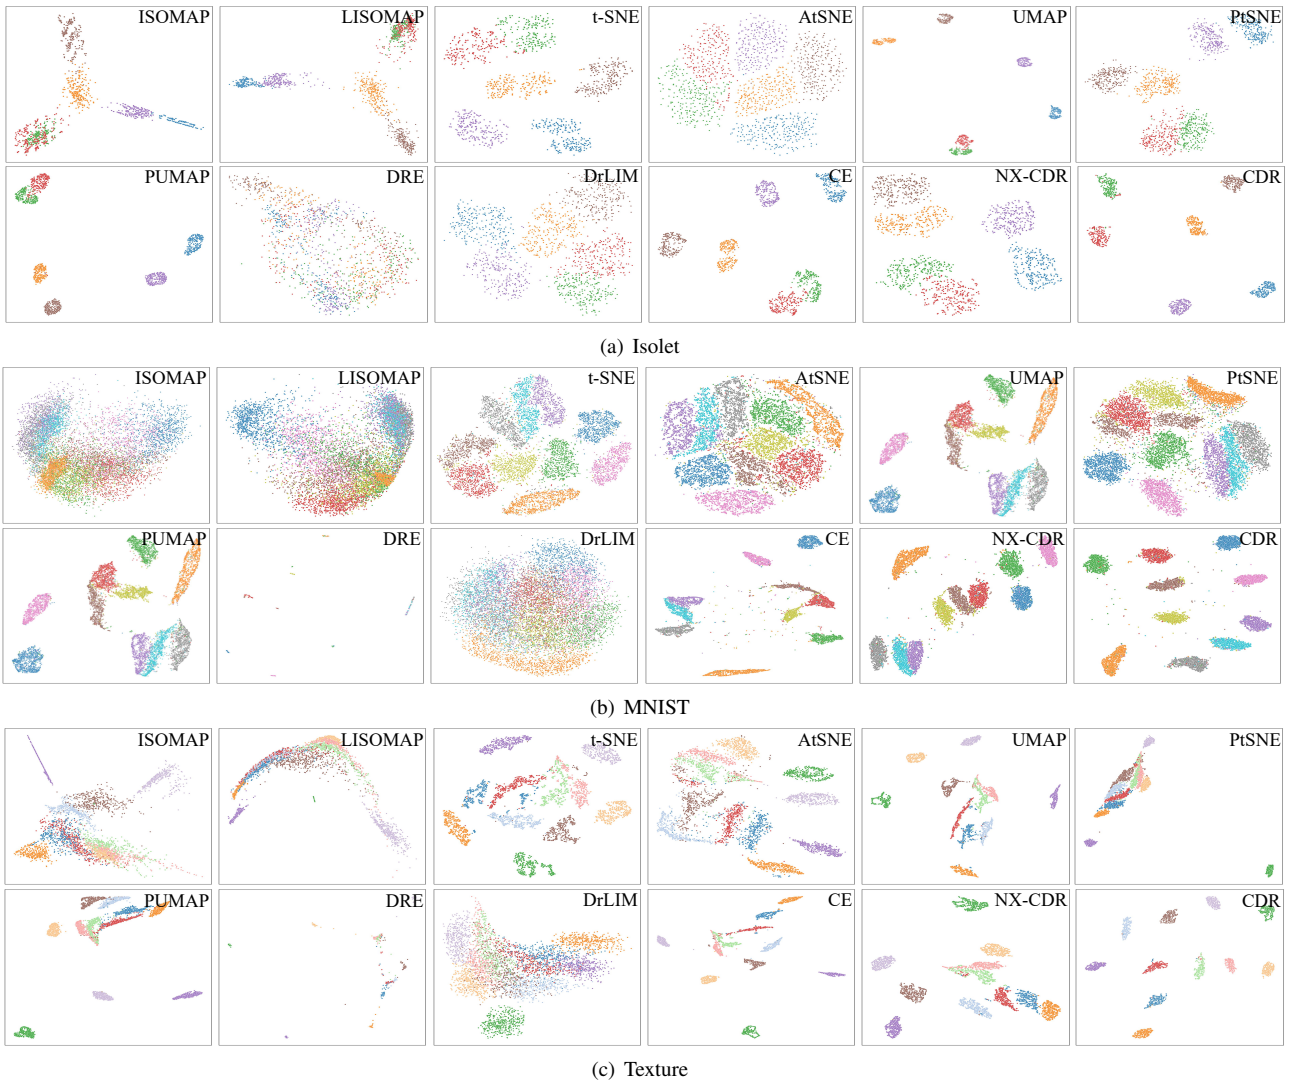 ISOMAP LISOMAP t-SNE AtSNE UMAP PtSNE
PUMAP DRE DrLIM CE NX-CDR CDR
(a) Isolet
ISOMAP LISOMAP t-SNE AtSNE UMAP PtSNE
PUMAP DRE DrLIM CE NX-CDR CDR
(b) MNIST
ISOMAP LISOMAP t-SNE AtSNE UMAP PtSNE
PUMAP DRE DrLIM CE NX-CDR CDR
(c) Texture